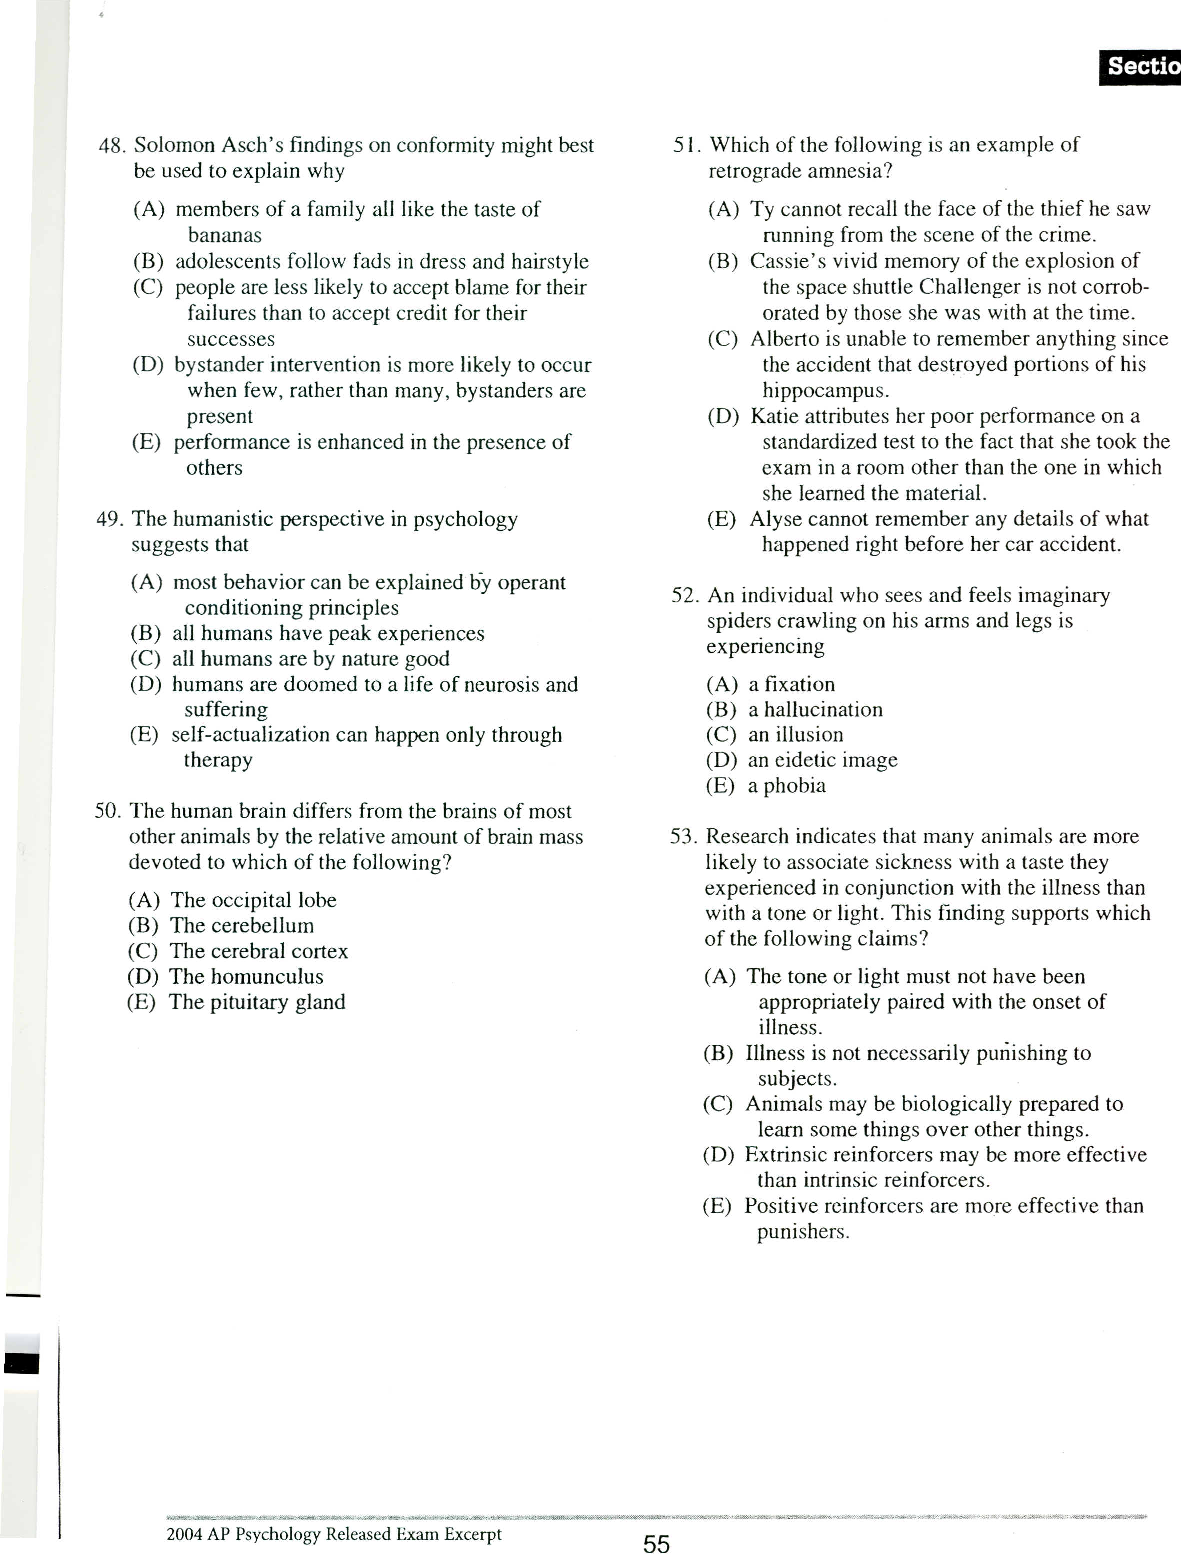 Sectio
48. Solomon Asch's findings on conformity might best
be used to explain why
(A) members of a family all like the taste of
bananas
(B) adolescents follow fads in dress and hairstyle
(C) people are less likely to accept blame for their
failures than to accept credit for their
successes
(D) bystander intervention is more likely to occur
when few, rather than many, bystanders are
present
(E) performance is enhanced in the presence of
others
49. The humanistic perspective in psychology
suggests that
(A) most behavior can be explained by operant
conditioning principles
(B) all humans have peak experiences
(C) all humans are by nature good
(D) humans are doomed to a life of neurosis and
suffering
(E) self-actualization can happen only through
therapy
50. The human brain differs from the brains of most
other animals by the relative amount of brain mass
devoted to which of the following?
(A) The occipital lobe
(B) The cerebellum
(C) The cerebral cortex
(D) The homunculus
(E) The pituitary gland
51. Which of the following is an example of
retrograde amnesia?
(A) Ty cannot recall the face of the thief he saw
running from the scene of the crime.
(B) Cassie's vivid memory of the explosion of
the space shuttle Challenger is not corrob-
orated by those she was with at the time.
(C) Alberto is unable to remember anything since
the accident that destroyed portions of his
hippocampus.
(D) Katie attributes her poor performance on a
standardized test to the fact that she took the
exam in a room other than the one in which
she learned the material.
(E) Alyse cannot remember any details of what
happened right before her car accident.
52. An individual who sees and feels imaginary
spiders crawling on his arms and legs is
experiencing
(A) a fixation
(B) a hallucination
(C) an illusion
(D) an eidetic image
(E) a phobia
53. Research indicates that many animals are more
likely to associate sickness with a taste they
experienced in conjunction with the illness than
with a tone or light. This finding supports which
of the following claims?
(A) The tone or light must not have been
appropriately paired with the onset of
illness.
(B) Illness is not necessarily punishing to
subjects.
(C) Animals may be biologically prepared to
learn some things over other things.
(D) Extrinsic reinforcers may be more effective
than intrinsic reinforcers.
(E) Positive reinforcers are more effective than
punishers.
2004 AP Psychology Released Exam Excerpt
55